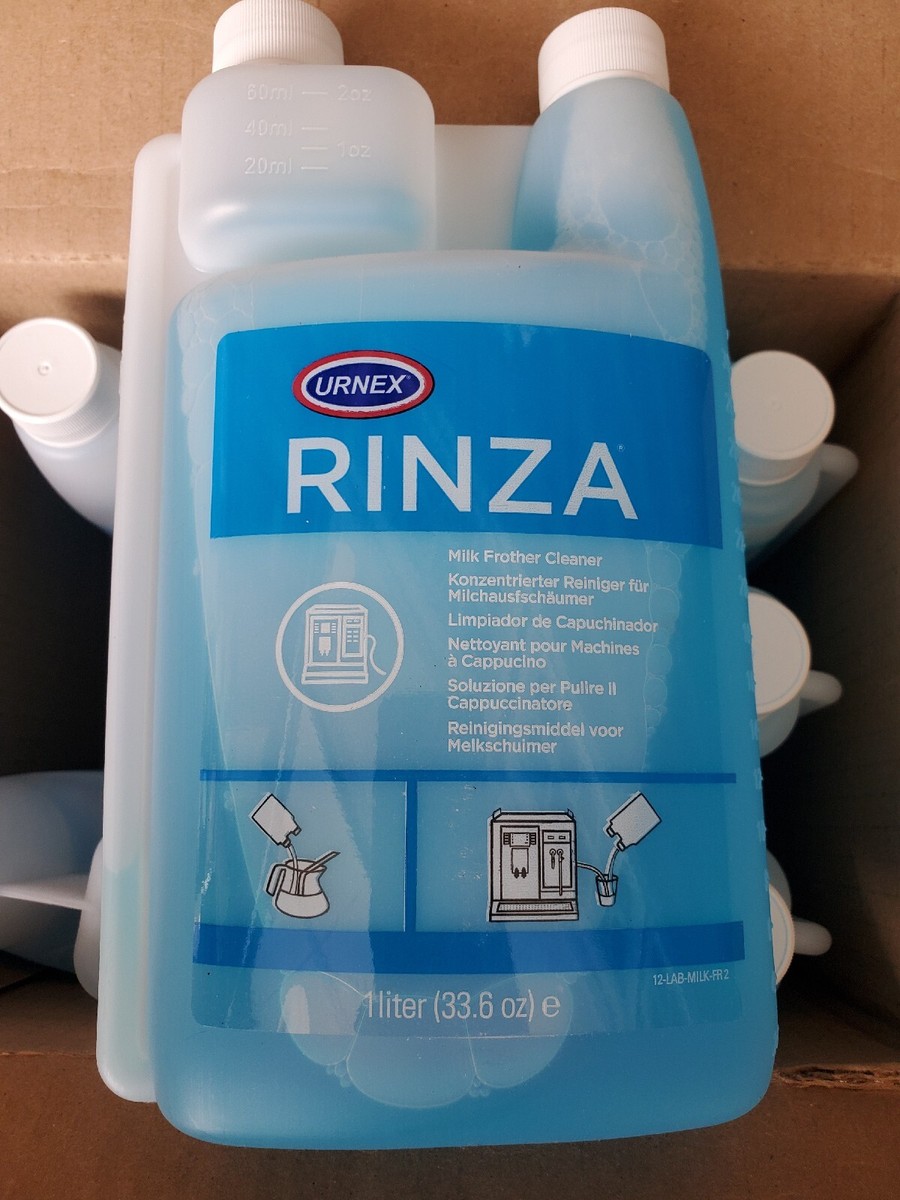 60ml 2oz
40ml
1oz
20ml
URNEX®
RINZA®
Milk Frother Cleaner
Konzentrierter Reiniger für
Milchausfschäumer
Limpiador de Capuchinador
Nettoyant pour Machines
à Cappucino
Soluzione per Pulire Il
Cappuccinatore
Reinigingsmiddel voor
Melkschuimer
12-LAB-MILK-FR2
1liter (33.6 oz) e